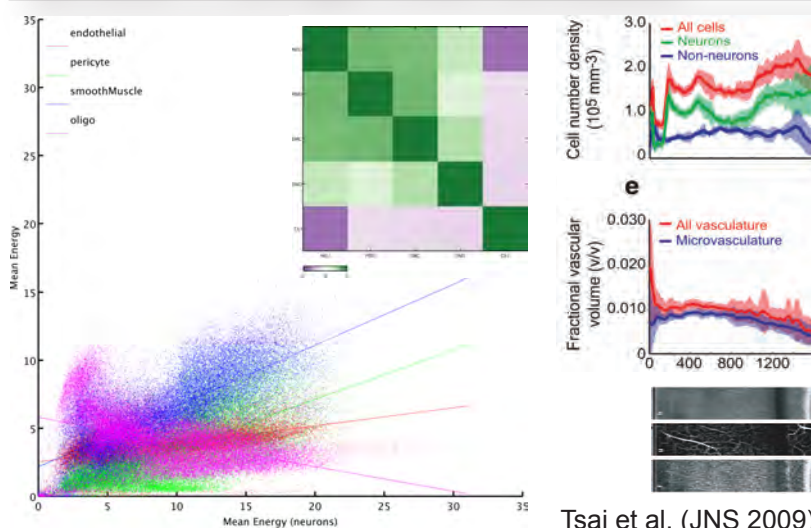 35
30
25
20
15
10
5
0
Mean Energy
endothelial
pericyte
smoothMuscle
oligo
0 5 10 15 20 25 30 35
Mean Energy (neurons)
Cell number density
(10⁵ mm-3)
3.0
2.0
1.0
0
All cells
Neurons
Non-neurons
e
Fractional vascular
volume (v/v)
0.030
0.020
0.010
0
All vasculature
Microvasculature
0 400 800 1200
Tsai et al. (JNS 2009)